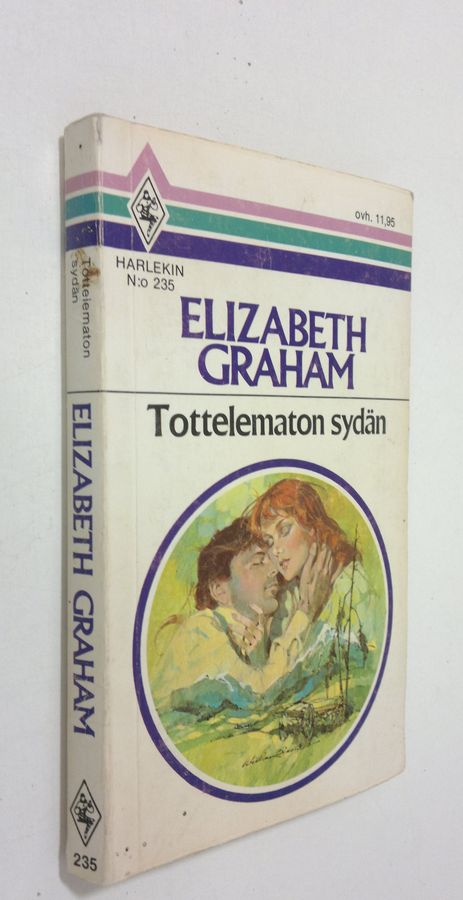 ovh. 11,95
HARLEKIN
N:o 235
ELIZABETH
GRAHAM
Tottelematon sydän
Tottelematon
sydän
ELIZABETH GRAHAM
235